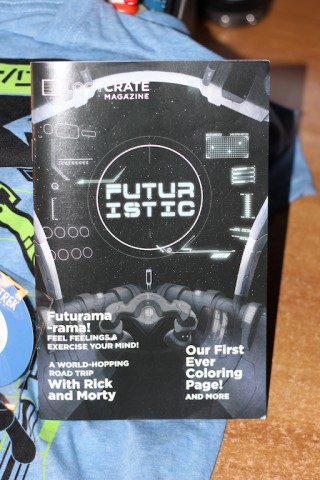 CRATE
MAGAZINE
FUTUR
ISTIC
Futurama
-rama!
FEEL FEELINGS &
EXERCISE YOUR MIND!
A WORLD-HOPPING
ROAD TRIP
With Rick
and Morty
Our First
Ever
Coloring
Page!
AND MORE
TREK